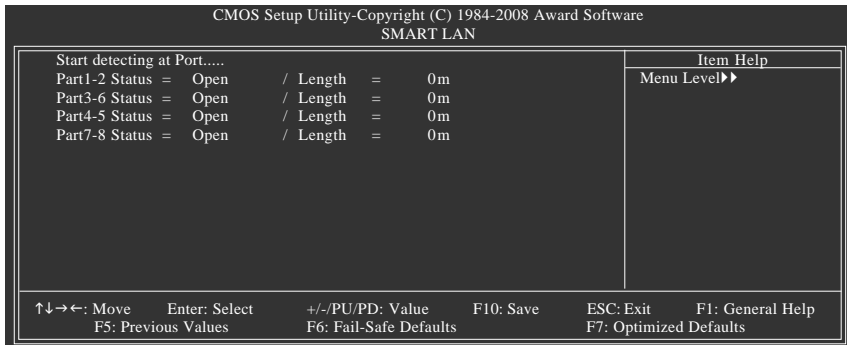 CMOS Setup Utility-Copyright (C) 1984-2008 Award Software
SMART LAN
Start detecting at Port.....
Part1-2 Status = Open / Length = 0m
Part3-6 Status = Open / Length = 0m
Part4-5 Status = Open / Length = 0m
Part7-8 Status = Open / Length = 0m
Item Help
Menu Level▶▶
↑↓→←: Move Enter: Select +/-/PU/PD: Value F10: Save ESC: Exit F1: General Help
F5: Previous Values F6: Fail-Safe Defaults F7: Optimized Defaults